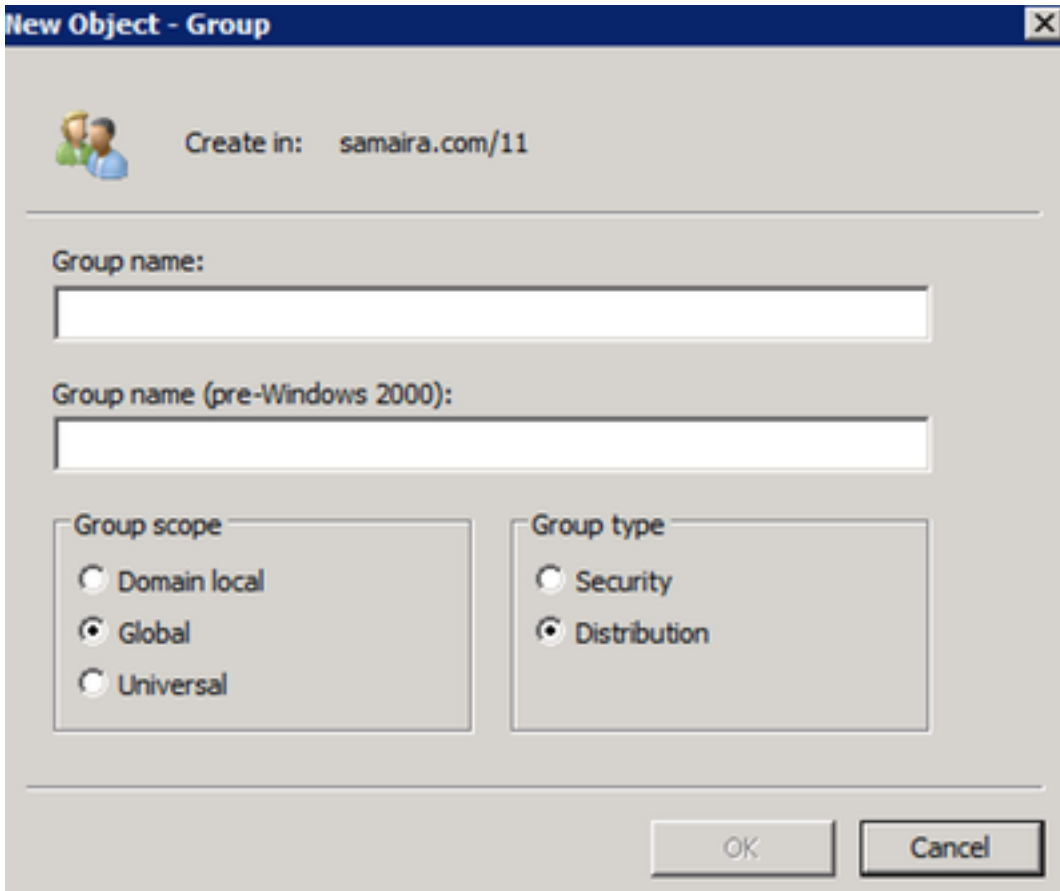 New Object - Group
Create in: samaira.com/11
Group name:
Group name (pre-Windows 2000):
Group scope
Domain local
Global
Universal
Group type
Security
Distribution
OK
Cancel